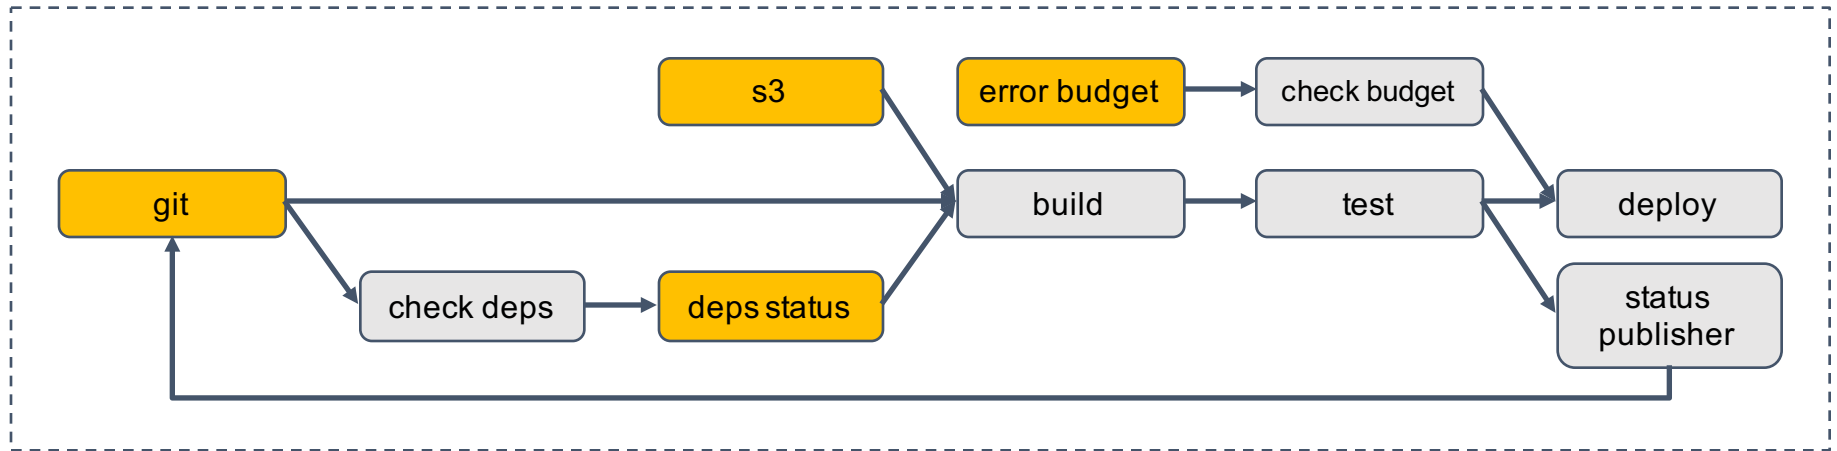 s3
error budget
check budget
git
build
test
deploy
check deps
deps status
status
publisher